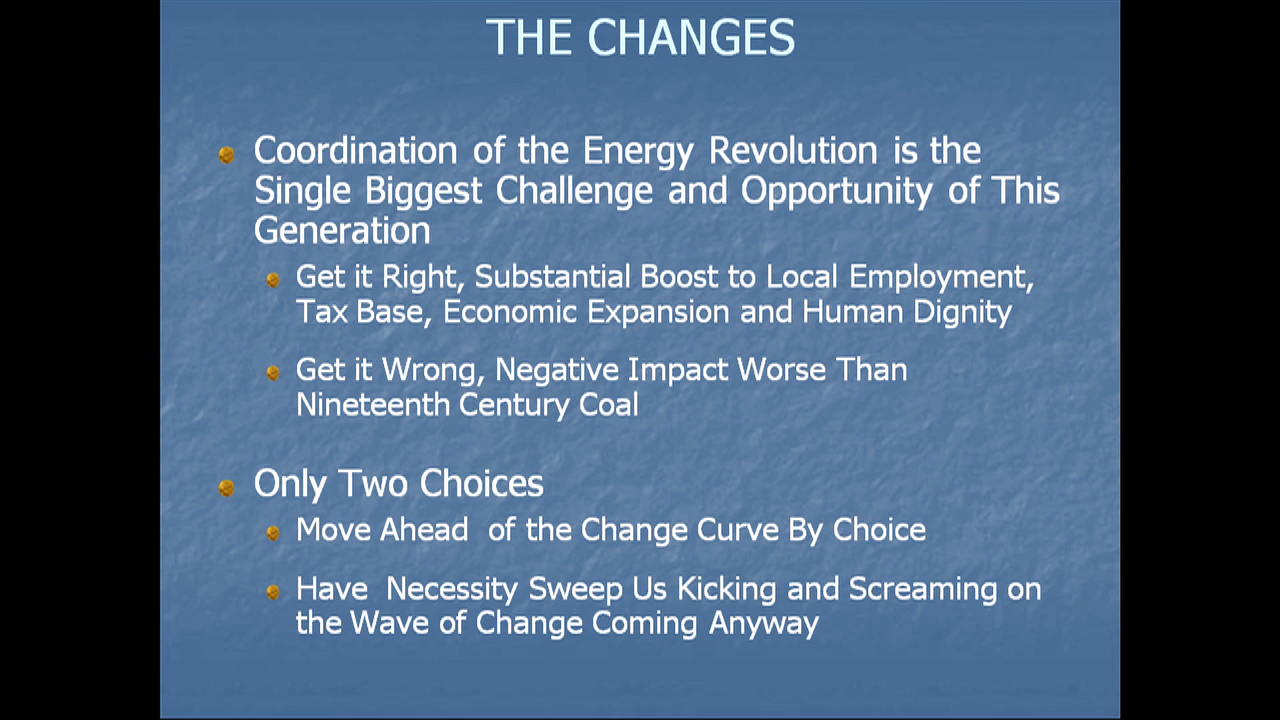 THE CHANGES
Coordination of the Energy Revolution is the
Single Biggest Challenge and Opportunity of This
Generation
Get it Right, Substantial Boost to Local Employment,
Tax Base, Economic Expansion and Human Dignity
Get it Wrong, Negative Impact Worse Than
Nineteenth Century Coal
Only Two Choices
Move Ahead  of the Change Curve By Choice
Have  Necessity Sweep Us Kicking and Screaming on
the Wave of Change Coming Anyway